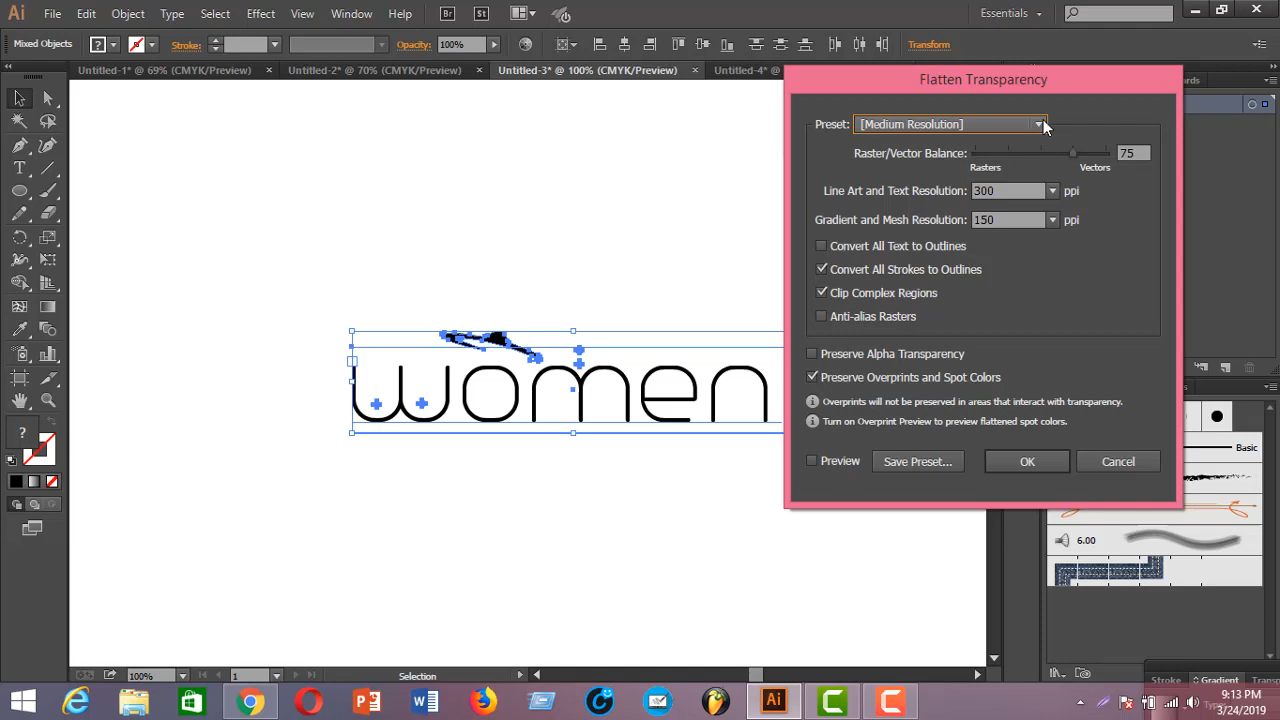 Ai File Edit Object Type Select Effect View Window Help Br St Essentials
Mixed Objects ? Stroke: Opacity: 100% Transform
Untitled-1* @ 69% (CMYK/Preview) × Untitled-2* @ 70% (CMYK/Preview) × Untitled-3* @ 100% (CMYK/Preview) × Untitled-4* @
Flatten Transparency
Preset: [Medium Resolution]
Raster/Vector Balance: 75
Rasters Vectors
Line Art and Text Resolution: 300 ppi
Gradient and Mesh Resolution: 150 ppi
Convert All Text to Outlines
Convert All Strokes to Outlines
Clip Complex Regions
Anti-alias Rasters
Preserve Alpha Transparency
Preserve Overprints and Spot Colors
Overprints will not be preserved in areas that interact with transparency.
Turn on Overprint Preview to preview flattened spot colors.
Preview Save Preset... OK Cancel
women
?
Basic
6.00
100% 1 Selection
Stroke Gradient
9:13 PM
3/24/2019